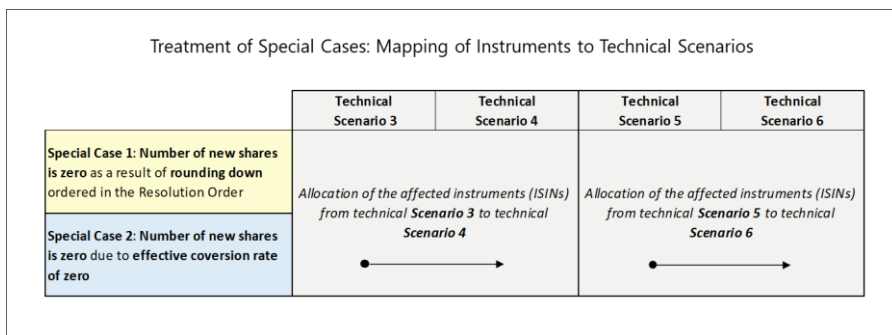 Treatment of Special Cases: Mapping of Instruments to Technical Scenarios
Technical
Scenario 3
Technical
Scenario 4
Technical
Scenario 5
Technical
Scenario 6
Special Case 1: Number of new shares
is zero as a result of rounding down
ordered in the Resolution Order
Special Case 2: Number of new shares
is zero due to effective coversion rate
of zero
Allocation of the affected instruments (ISINs)
from technical Scenario 3 to technical
Scenario 4
Allocation of the affected instruments (ISINs)
from technical Scenario 5 to technical
Scenario 6